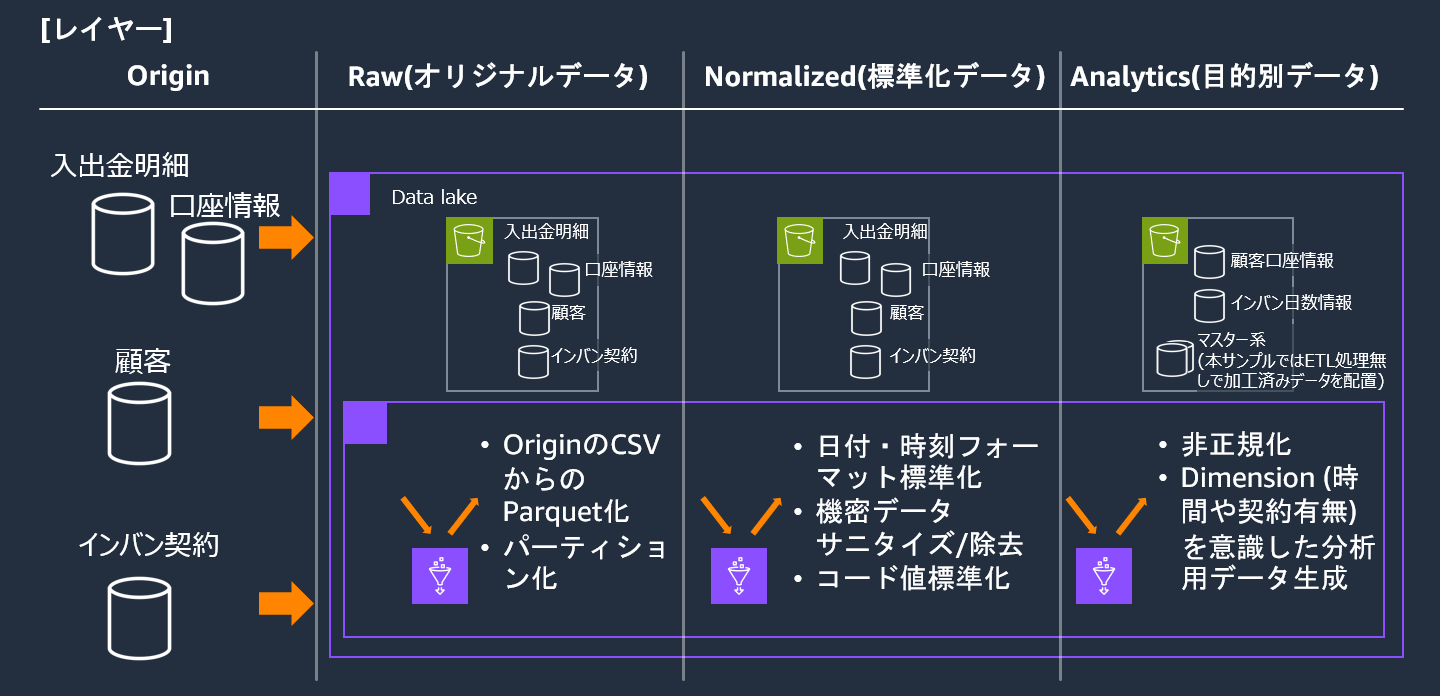 [レイヤー]
Origin
Raw(オリジナルデータ)
Normalized(標準化データ)
Analytics(目的別データ)
入出金明細
口座情報
顧客
インバン契約
Data lake
入出金明細
口座情報
顧客
インバン契約
入出金明細
口座情報
顧客
インバン契約
顧客口座情報
インバン日数情報
マスター系
(本サンプルではETL処理無
しで加工済みデータを配置)
• OriginのCSV
からの
Parquet化
• パーティショ
ン化
• 日付・時刻フォー
マット標準化
• 機密データ
サニタイズ/除去
• コード値標準化
• 非正規化
• Dimension (時
間や契約有無)
を意識した分析
用データ生成